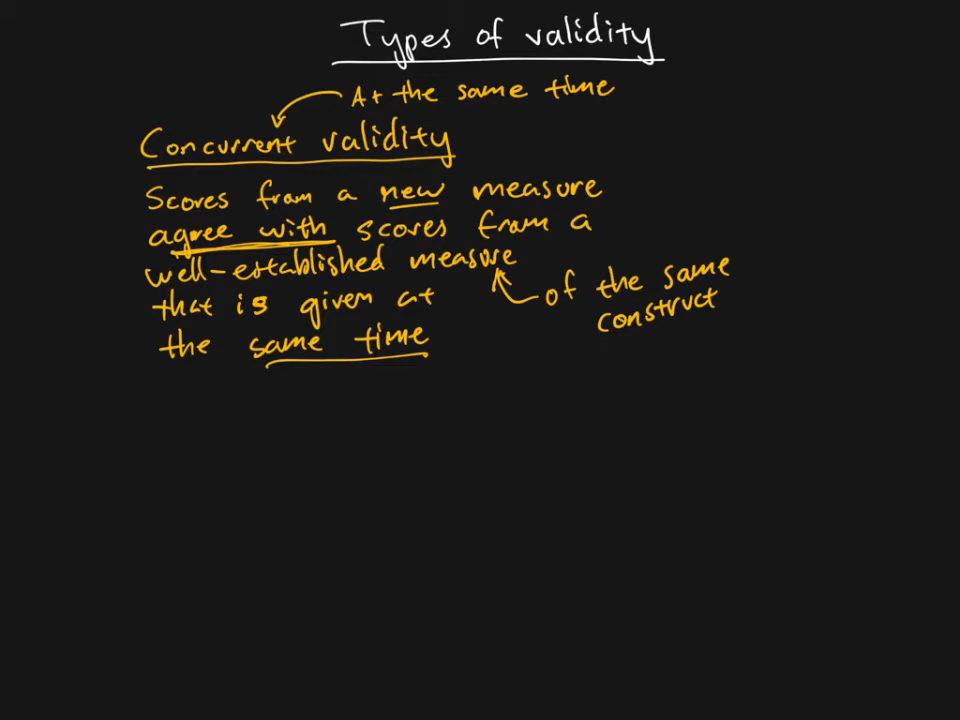 Types of validity
At the same time
Concurrent validity
Scores from a new measure
agree with scores from a
well-established measure
of the same
construct
that is given at
the same time